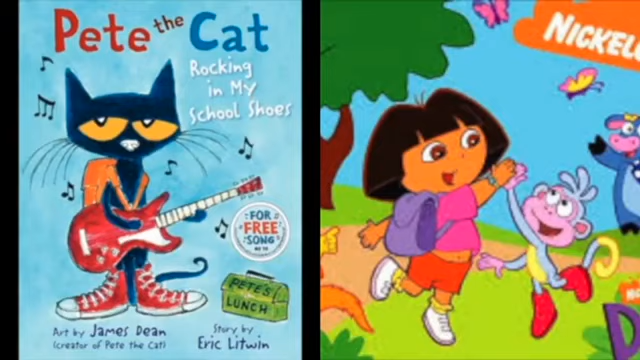 Pete the Cat
Rocking
in My
School Shoes
FOR
FREE
SONG
PETE'S
LUNCH
Art by James Dean
(creator of Pete the Cat)
Story by
Eric Litwin
NICKEL